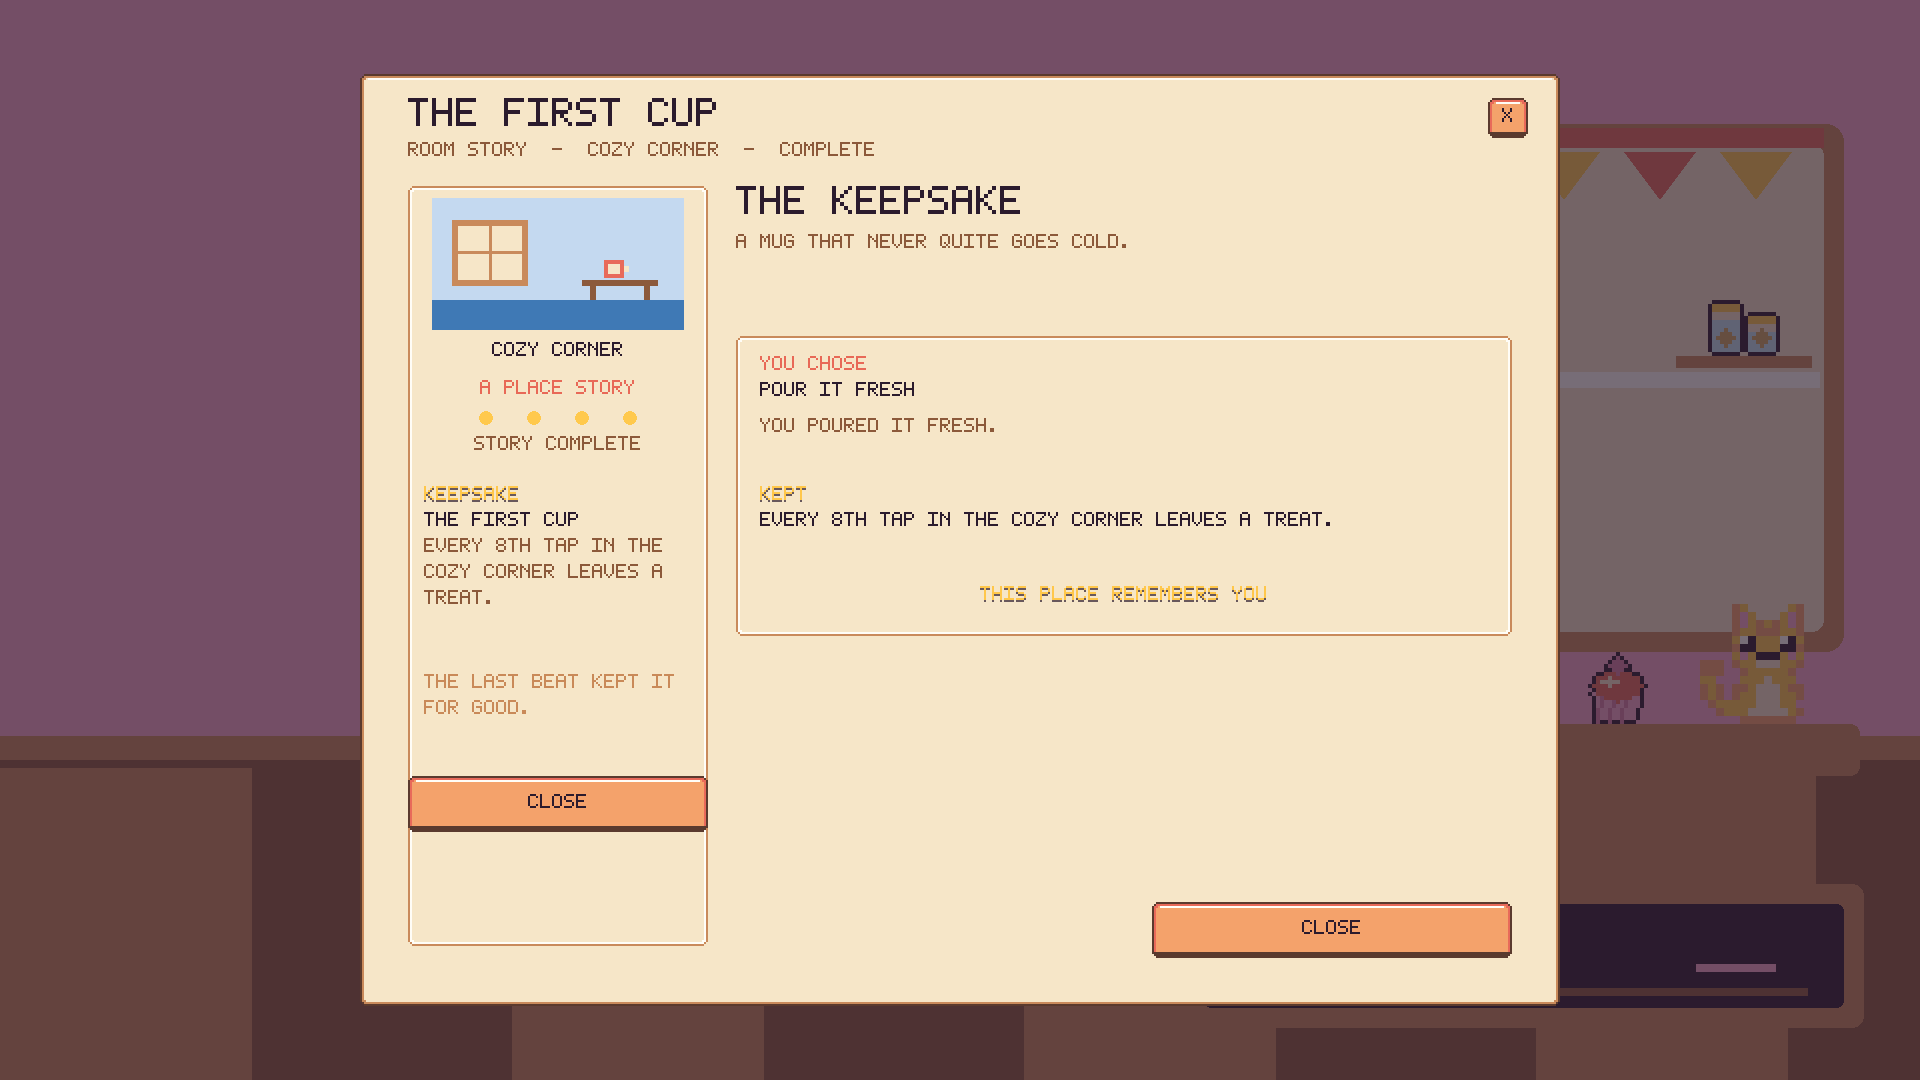 THE FIRST CUP
X
ROOM STORY - COZY CORNER - COMPLETE
COZY CORNER
A PLACE STORY
STORY COMPLETE
KEEPSAKE
THE FIRST CUP
EVERY 8TH TAP IN THE
COZY CORNER LEAVES A
TREAT.
THE LAST BEAT KEPT IT
FOR GOOD.
CLOSE
THE KEEPSAKE
A MUG THAT NEVER QUITE GOES COLD.
YOU CHOSE
POUR IT FRESH
YOU POURED IT FRESH.
KEPT
EVERY 8TH TAP IN THE COZY CORNER LEAVES A TREAT.
THIS PLACE REMEMBERS YOU
CLOSE